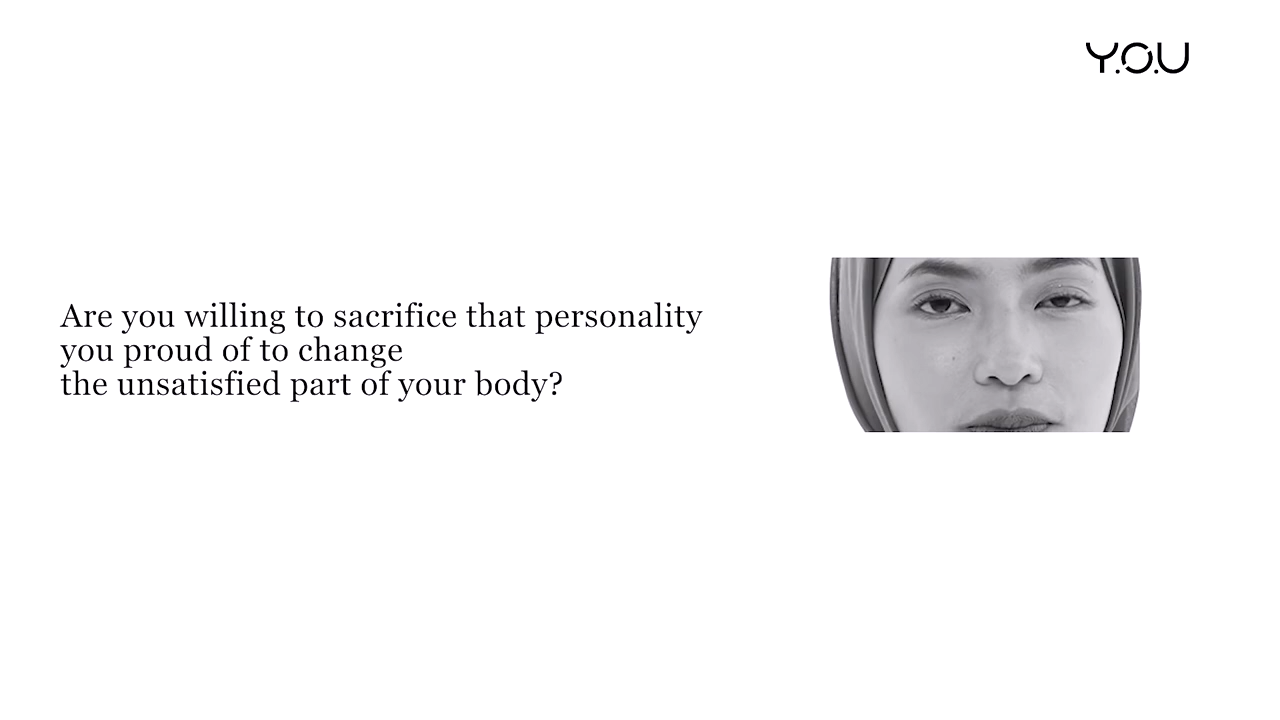 Y.O.U
Are you willing to sacrifice that personality
you proud of to change
the unsatisfied part of your body?